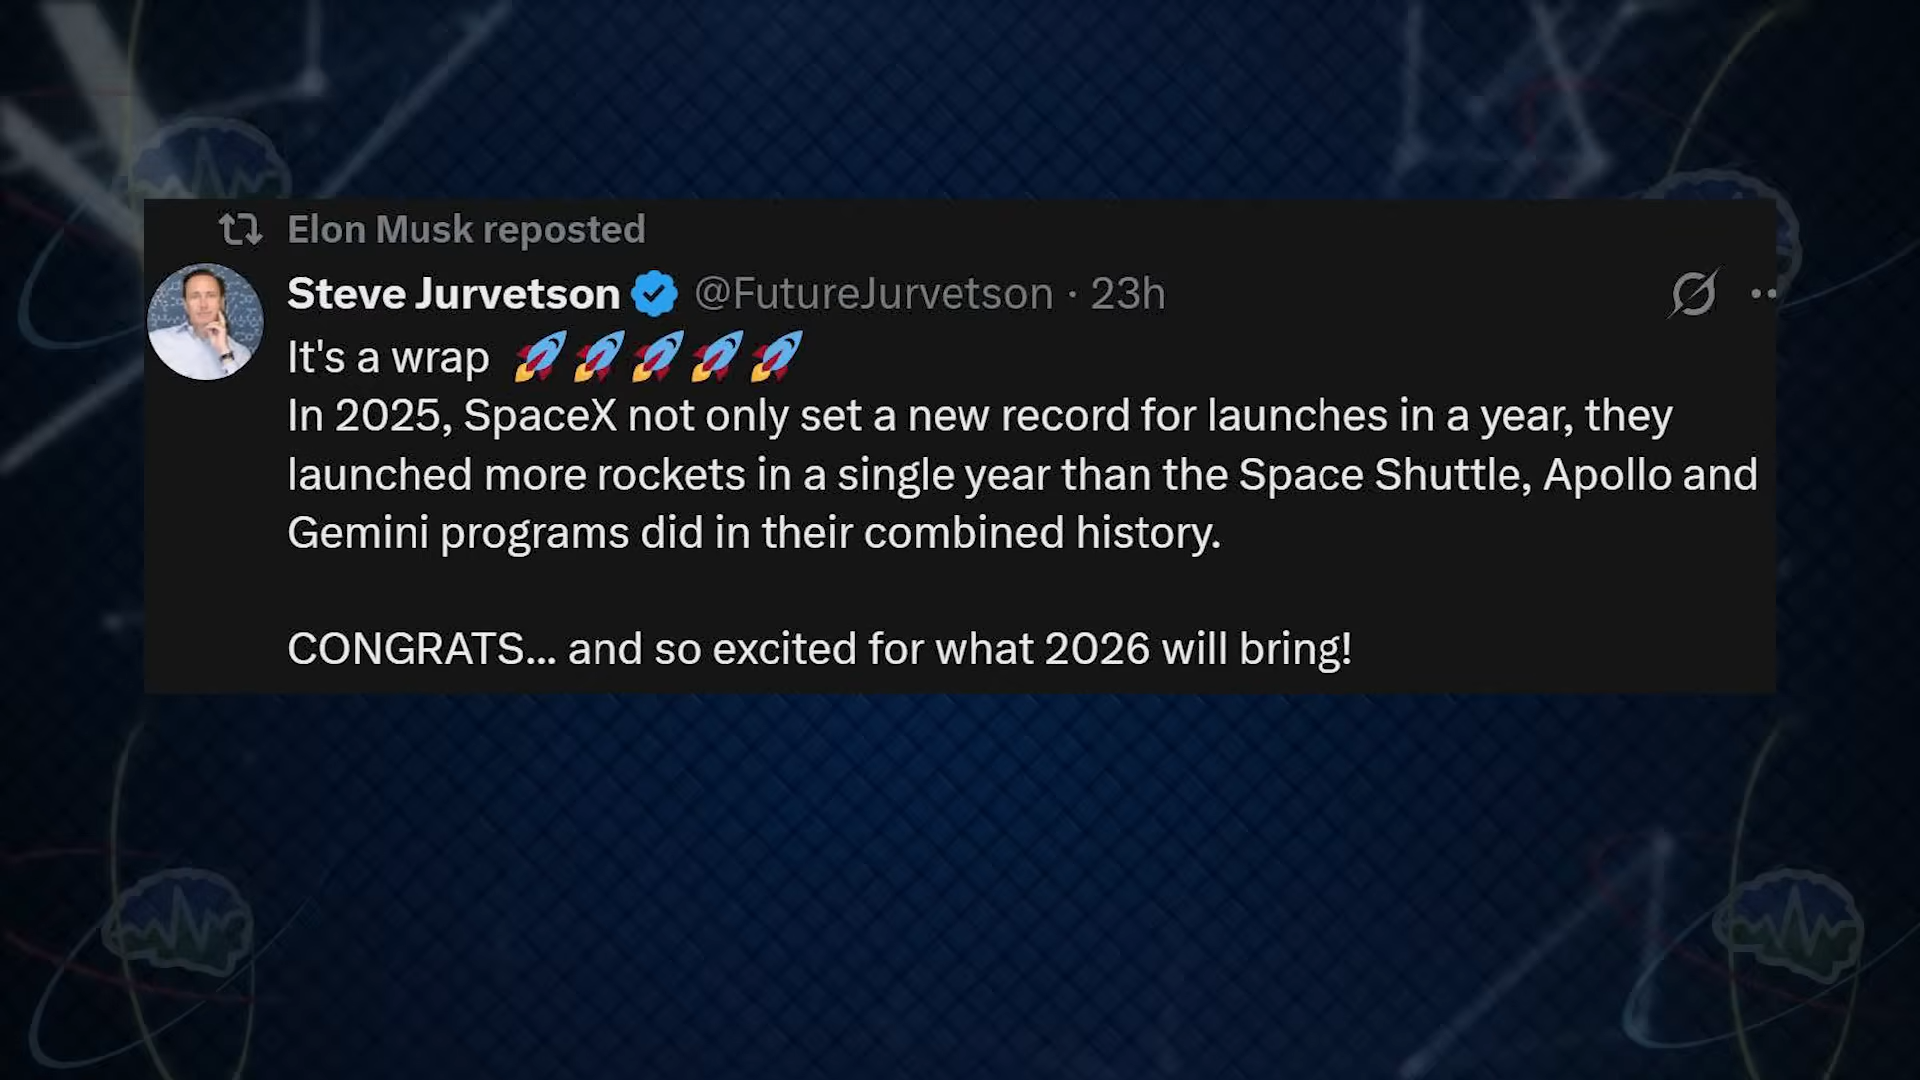 Elon Musk reposted
Steve Jurvetson @FutureJurvetson · 23h
It's a wrap 🚀🚀🚀🚀🚀
In 2025, SpaceX not only set a new record for launches in a year, they
launched more rockets in a single year than the Space Shuttle, Apollo and
Gemini programs did in their combined history.
CONGRATS... and so excited for what 2026 will bring!